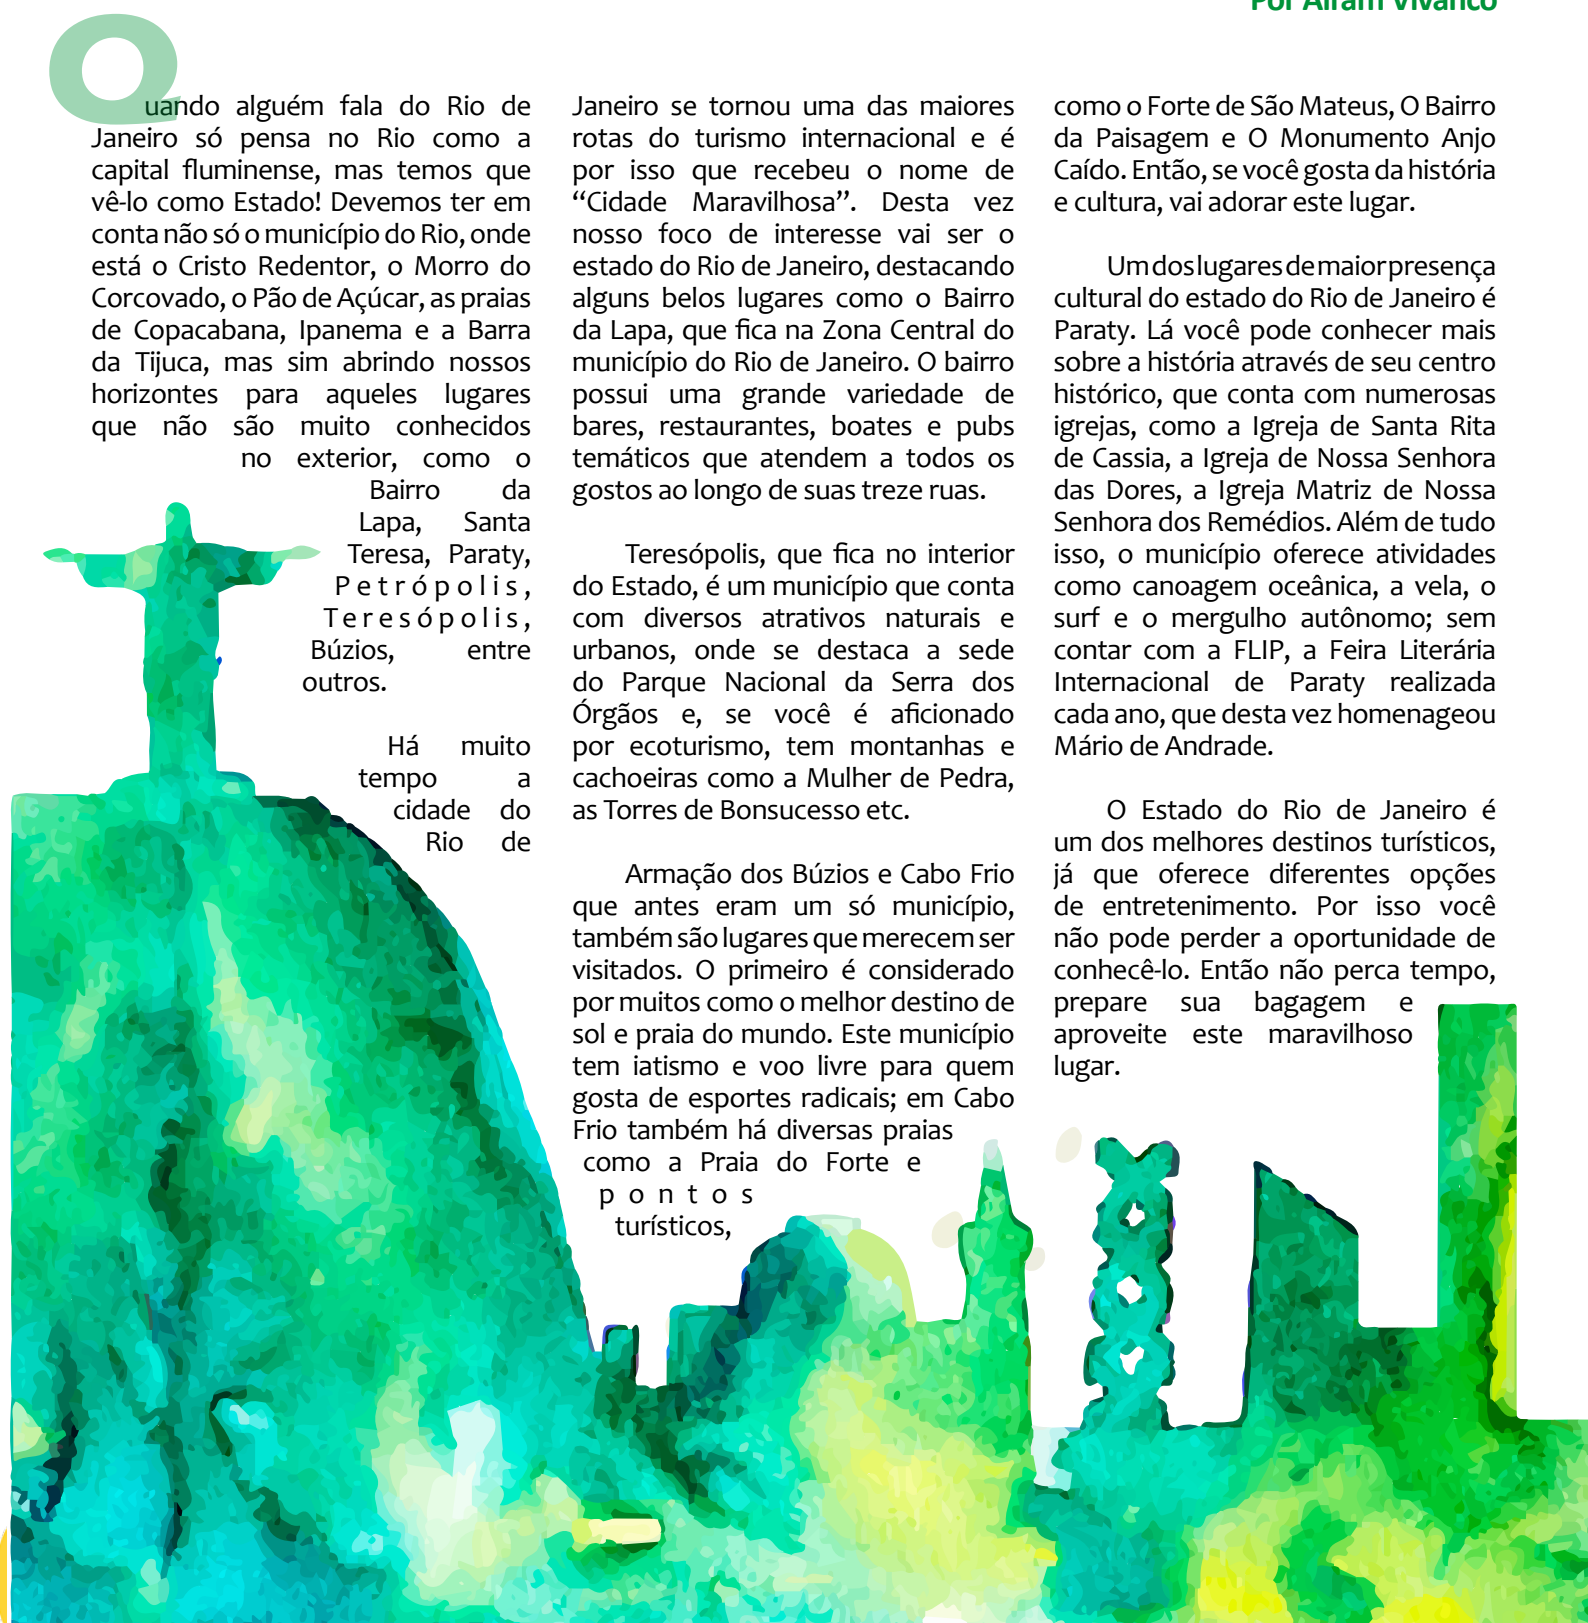 Por Airam Vivanco
Quando alguém fala do Rio de
Janeiro só pensa no Rio como a
capital fluminense, mas temos que
vê-lo como Estado! Devemos ter em
conta não só o município do Rio, onde
está o Cristo Redentor, o Morro do
Corcovado, o Pão de Açúcar, as praias
de Copacabana, Ipanema e a Barra
da Tijuca, mas sim abrindo nossos
horizontes para aqueles lugares
que não são muito conhecidos
no exterior, como o
Bairro da
Lapa, Santa
Teresa, Paraty,
Petrópolis,
Teresópolis,
Búzios, entre
outros.
Há muito
tempo a
cidade do
Rio de
Janeiro se tornou uma das maiores
rotas do turismo internacional e é
por isso que recebeu o nome de
“Cidade Maravilhosa”. Desta vez
nosso foco de interesse vai ser o
estado do Rio de Janeiro, destacando
alguns belos lugares como o Bairro
da Lapa, que fica na Zona Central do
município do Rio de Janeiro. O bairro
possui uma grande variedade de
bares, restaurantes, boates e pubs
temáticos que atendem a todos os
gostos ao longo de suas treze ruas.
Teresópolis, que fica no interior
do Estado, é um município que conta
com diversos atrativos naturais e
urbanos, onde se destaca a sede
do Parque Nacional da Serra dos
Órgãos e, se você é aficionado
por ecoturismo, tem montanhas e
cachoeiras como a Mulher de Pedra,
as Torres de Bonsucesso etc.
Armação dos Búzios e Cabo Frio
que antes eram um só município,
também são lugares que merecem ser
visitados. O primeiro é considerado
por muitos como o melhor destino de
sol e praia do mundo. Este município
tem iatismo e voo livre para quem
gosta de esportes radicais; em Cabo
Frio também há diversas praias
como a Praia do Forte e
pontos
turísticos,
como o Forte de São Mateus, O Bairro
da Paisagem e O Monumento Anjo
Caído. Então, se você gosta da história
e cultura, vai adorar este lugar.
Um dos lugares de maior presença
cultural do estado do Rio de Janeiro é
Paraty. Lá você pode conhecer mais
sobre a história através de seu centro
histórico, que conta com numerosas
igrejas, como a Igreja de Santa Rita
de Cassia, a Igreja de Nossa Senhora
das Dores, a Igreja Matriz de Nossa
Senhora dos Remédios. Além de tudo
isso, o município oferece atividades
como canoagem oceânica, a vela, o
surf e o mergulho autônomo; sem
contar com a FLIP, a Feira Literária
Internacional de Paraty realizada
cada ano, que desta vez homenageou
Mário de Andrade.
O Estado do Rio de Janeiro é
um dos melhores destinos turísticos,
já que oferece diferentes opções
de entretenimento. Por isso você
não pode perder a oportunidade de
conhecê-lo. Então não perca tempo,
prepare sua bagagem e
aproveite este maravilhoso
lugar.